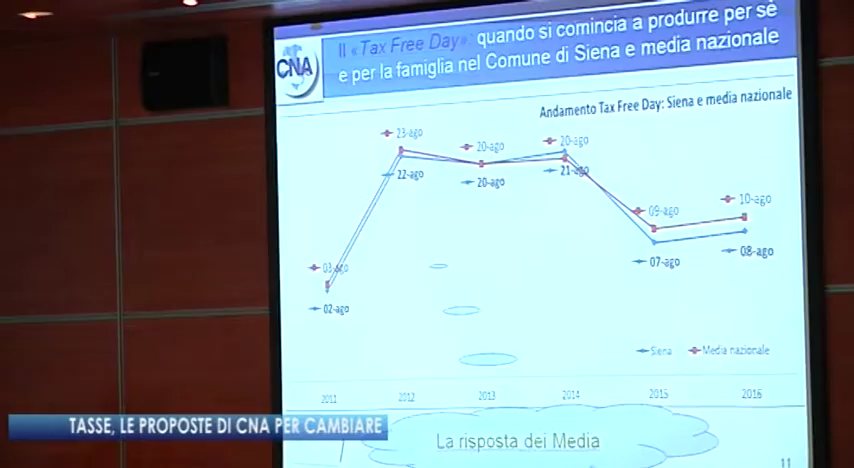 Il «Tax Free Day»: quando si comincia a produrre per sè
e per la famiglia nel Comune di Siena e media nazionale
CNA
Andamento Tax Free Day: Siena e media nazionale
23-ago
20-ago
20-ago
22-ago
20-ago
21-ago
09-ago
10-ago
07-ago
08-ago
03-ago
02-ago
Siena
Media nazionale
2011
2012
2013
2014
2015
2016
TASSE, LE PROPOSTE DI CNA PER CAMBIARE
La risposta dei Media
11